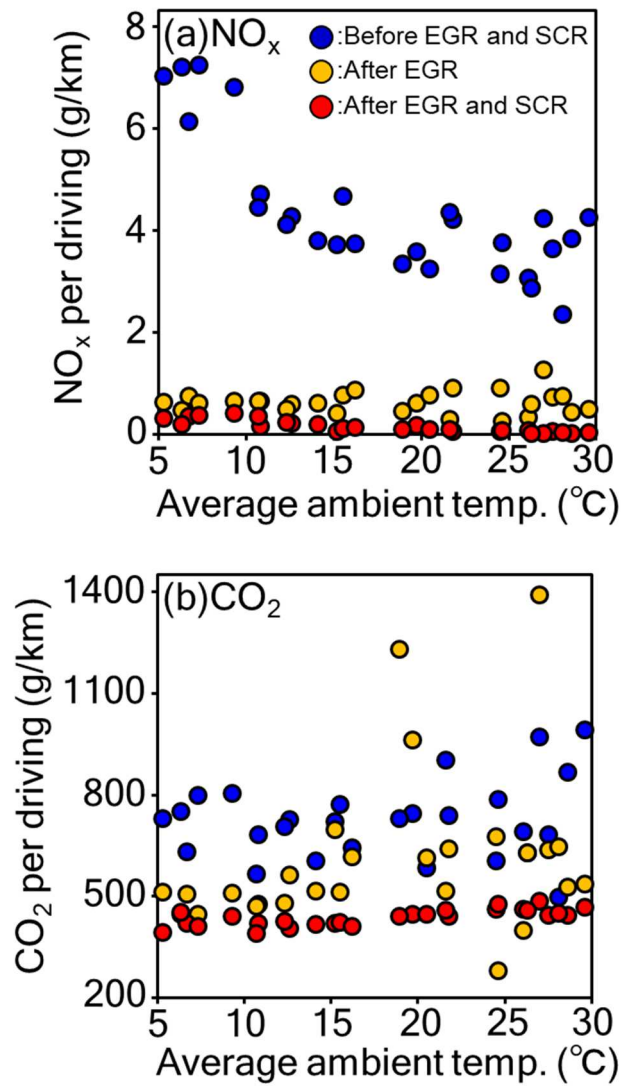 (a)NOx
:Before EGR and SCR
:After EGR
:After EGR and SCR
NOx per driving (g/km)
8
6
4
2
0
5 10 15 20 25 30
Average ambient temp. (℃)
(b)CO2
CO2 per driving (g/km)
1400
1100
800
500
200
5 10 15 20 25 30
Average ambient temp. (℃)